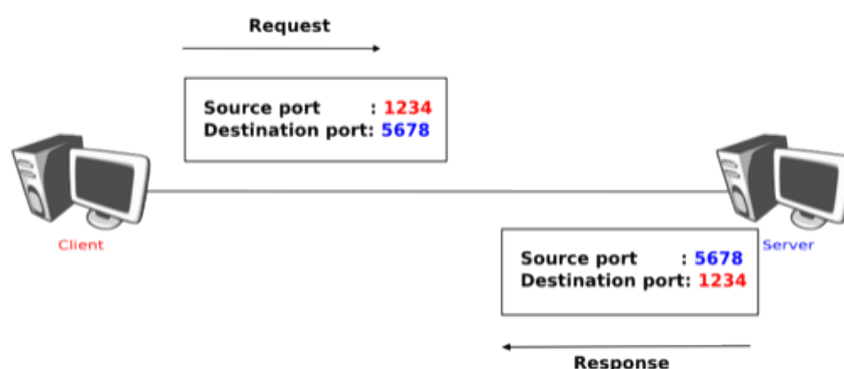 Request
Source port : 1234
Destination port: 5678
Client
Server
Source port : 5678
Destination port: 1234
Response